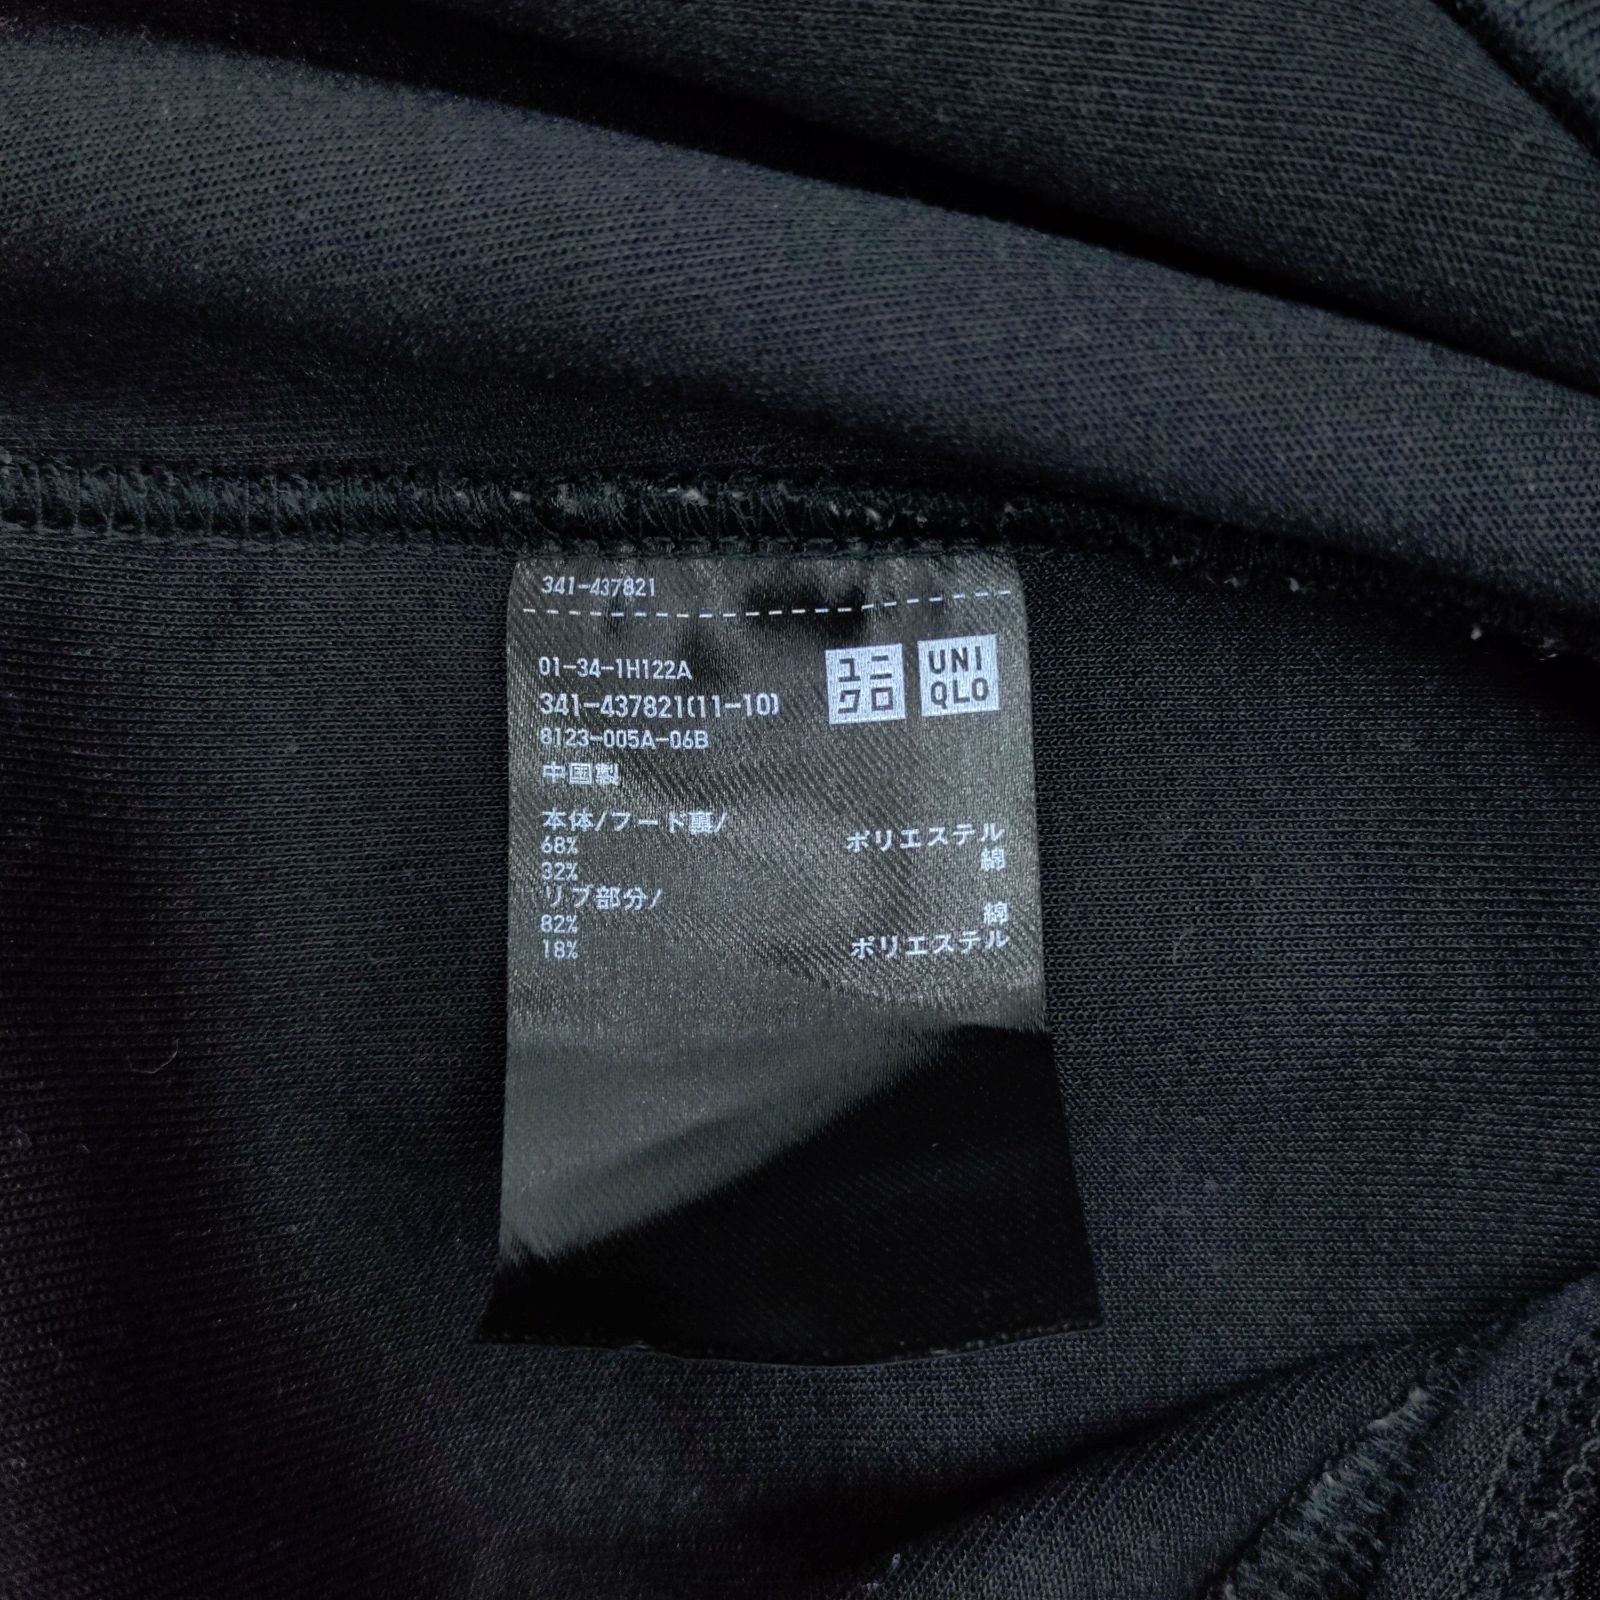 341-437821
01-34-1H122A
341-437821(11-10)
8123-005A-06B
ユニ
クロ
UNI
QLO
中国製
本体/フード裏/
68% ポリエステル
32% 綿
リブ部分/
82% 綿
18% ポリエステル